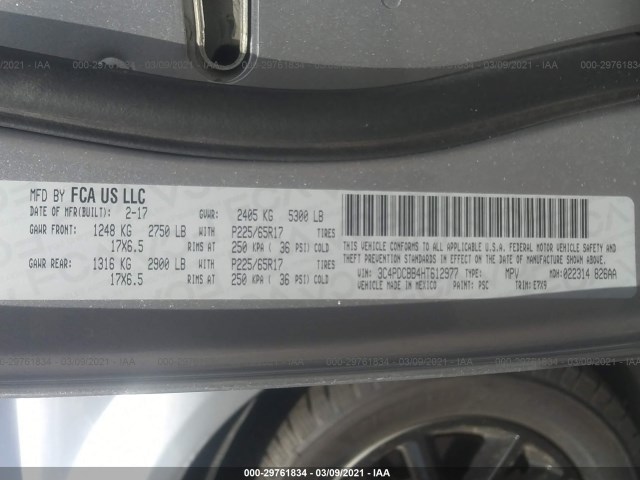 000-29761834 - 03/09/2021 - IAA
MFD BY FCA US LLC
DATE OF MFR(BUILT): 2-17 GVWR: 2405 KG 5300 LB
GAWR FRONT: 1248 KG 2750 LB WITH P225/65R17 TIRES
17X6.5 RIMS AT 250 KPA ( 36 PSI) COLD
GAWR REAR: 1316 KG 2900 LB WITH P225/65R17 TIRES
17X6.5 RIMS AT 250 KPA ( 36 PSI) COLD
THIS VEHICLE CONFORMS TO ALL APPLICABLE U.S.A. FEDERAL MOTOR VEHICLE SAFETY, BUMPER, AND
THEFT PREVENTION STANDARDS IN EFFECT ON THE DATE OF MANUFACTURE SHOWN ABOVE.
VIN: 3C4PDCBB4HT612977 TYPE: MPV MDH: 022314 B26AA
VEHICLE MADE IN MEXICO PAINT: PSC TRIM: E7X9
000-29761834 - 03/09/2021 - IAA